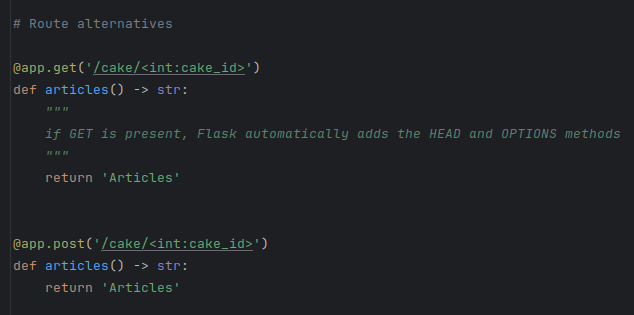 # Route alternatives
@app.get('/cake/<int:cake_id>')
def articles() -> str:
"""
if GET is present, Flask automatically adds the HEAD and OPTIONS methods
"""
return 'Articles'
@app.post('/cake/<int:cake_id>')
def articles() -> str:
return 'Articles'